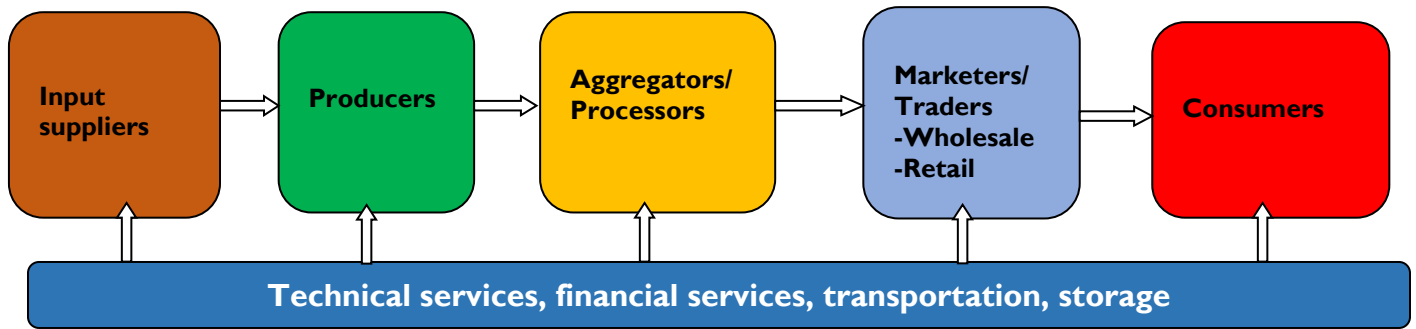 Input
suppliers
Producers
Aggregators/
Processors
Marketers/
Traders
-Wholesale
-Retail
Consumers
Technical services, financial services, transportation, storage